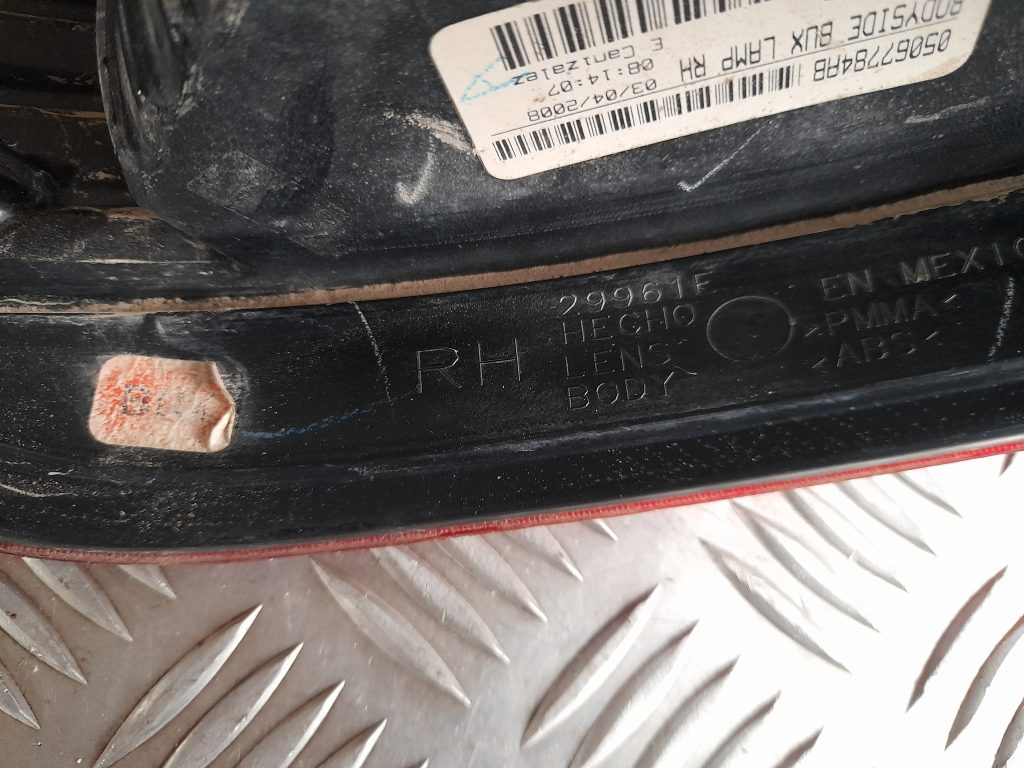 05067784AB
BODYSIDE BUX LAMP RH
03/04/2008
08:14:07
E Canizalez
RH
29961F
HECHO EN MEXICO
LENS >PMMA<
BODY >ABS<